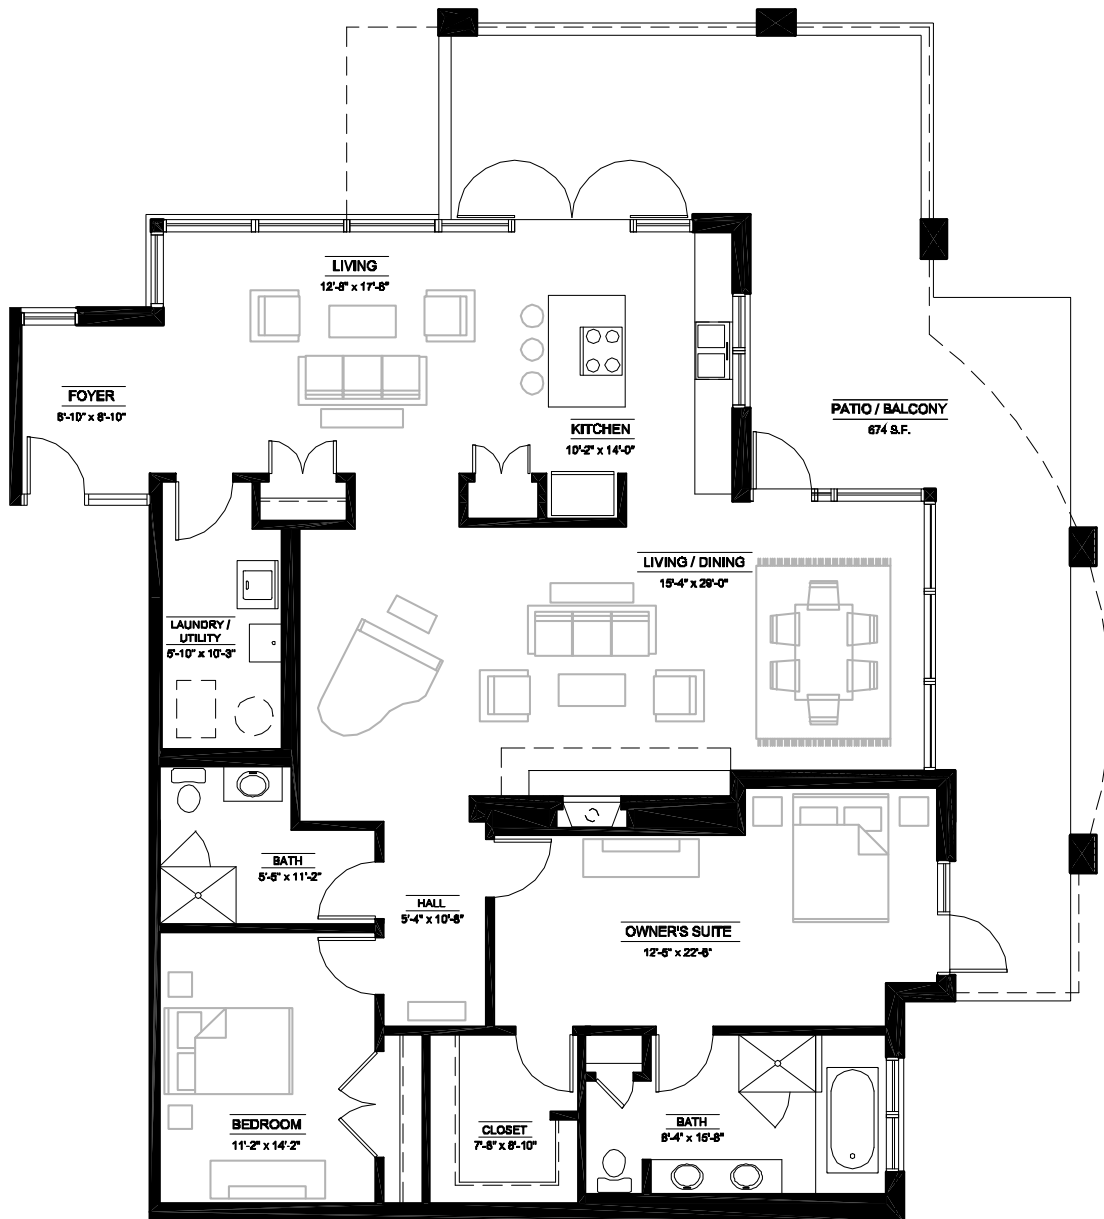 LIVING
12'-8" x 17'-8"
FOYER
8'-10" x 8'-10"
KITCHEN
10'-2" x 14'-0"
PATIO / BALCONY
674 S.F.
LIVING / DINING
15'-4" x 29'-0"
LAUNDRY /
UTILITY
5'-10" x 10'-3"
BATH
5'-5" x 11'-2"
HALL
5'-4" x 10'-8"
OWNER'S SUITE
12'-6" x 22'-8"
BEDROOM
11'-2" x 14'-2"
CLOSET
7'-8" x 8'-10"
BATH
8'-4" x 15'-8"